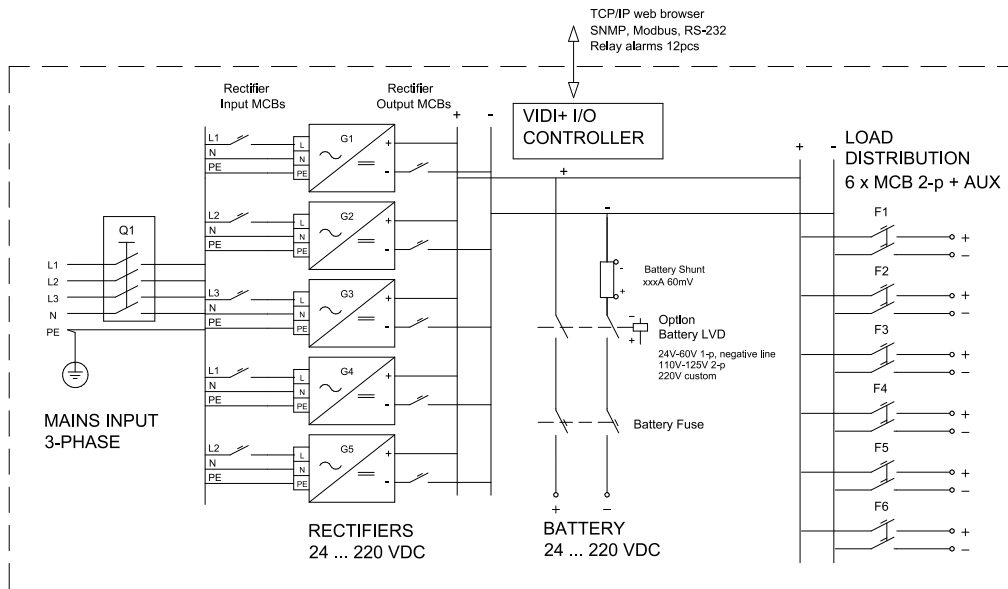 TCP/IP web browser
SNMP, Modbus, RS-232
Relay alarms 12pcs
Rectifier
Input MCBs
Rectifier
Output MCBs
+
-
VIDI+ I/O
CONTROLLER
+
-
LOAD
DISTRIBUTION
6 x MCB 2-p + AUX
L1
N
PE
L
N
PE
G1
+
-
L2
N
PE
L
N
PE
G2
+
-
L3
N
PE
L
N
PE
G3
+
-
L1
N
PE
L
N
PE
G4
+
-
L2
N
PE
L
N
PE
G5
+
-
Q1
L1
L2
L3
N
PE
MAINS INPUT
3-PHASE
RECTIFIERS
24 ... 220 VDC
+
-
-
+
Battery Shunt
xxxA 60mV
-
+
Option
Battery LVD
24V-60V 1-p, negative line
110V-125V 2-p
220V custom
Battery Fuse
+
-
BATTERY
24 ... 220 VDC
F1
+
-
F2
+
-
F3
+
-
F4
+
-
F5
+
-
F6
+
-